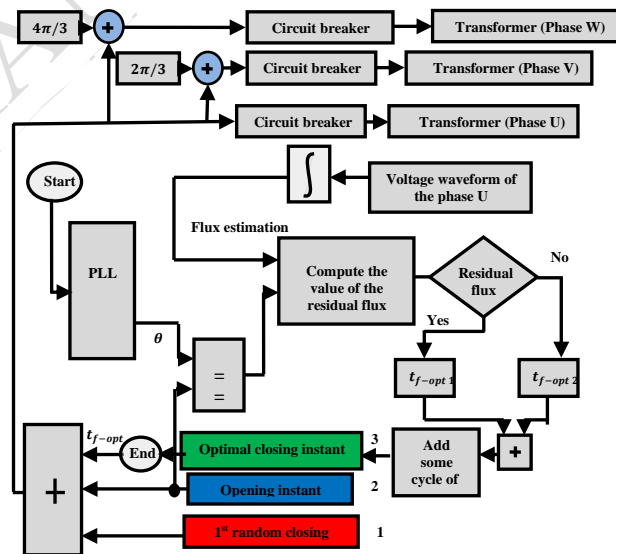 4π/3
+
Circuit breaker
Transformer (Phase W)
2π/3
+
Circuit breaker
Transformer (Phase V)
Circuit breaker
Transformer (Phase U)
Start
∫
Voltage waveform of
the phase U
Flux estimation
PLL
Compute the
value of the
residual flux
Residual
flux
No
Yes
θ
=
=
t_{f-opt 1}
t_{f-opt 2}
t_{f-opt}
End
Optimal closing instant
3
Add
some
cycle of
+
+
Opening instant
2
1st random closing
1